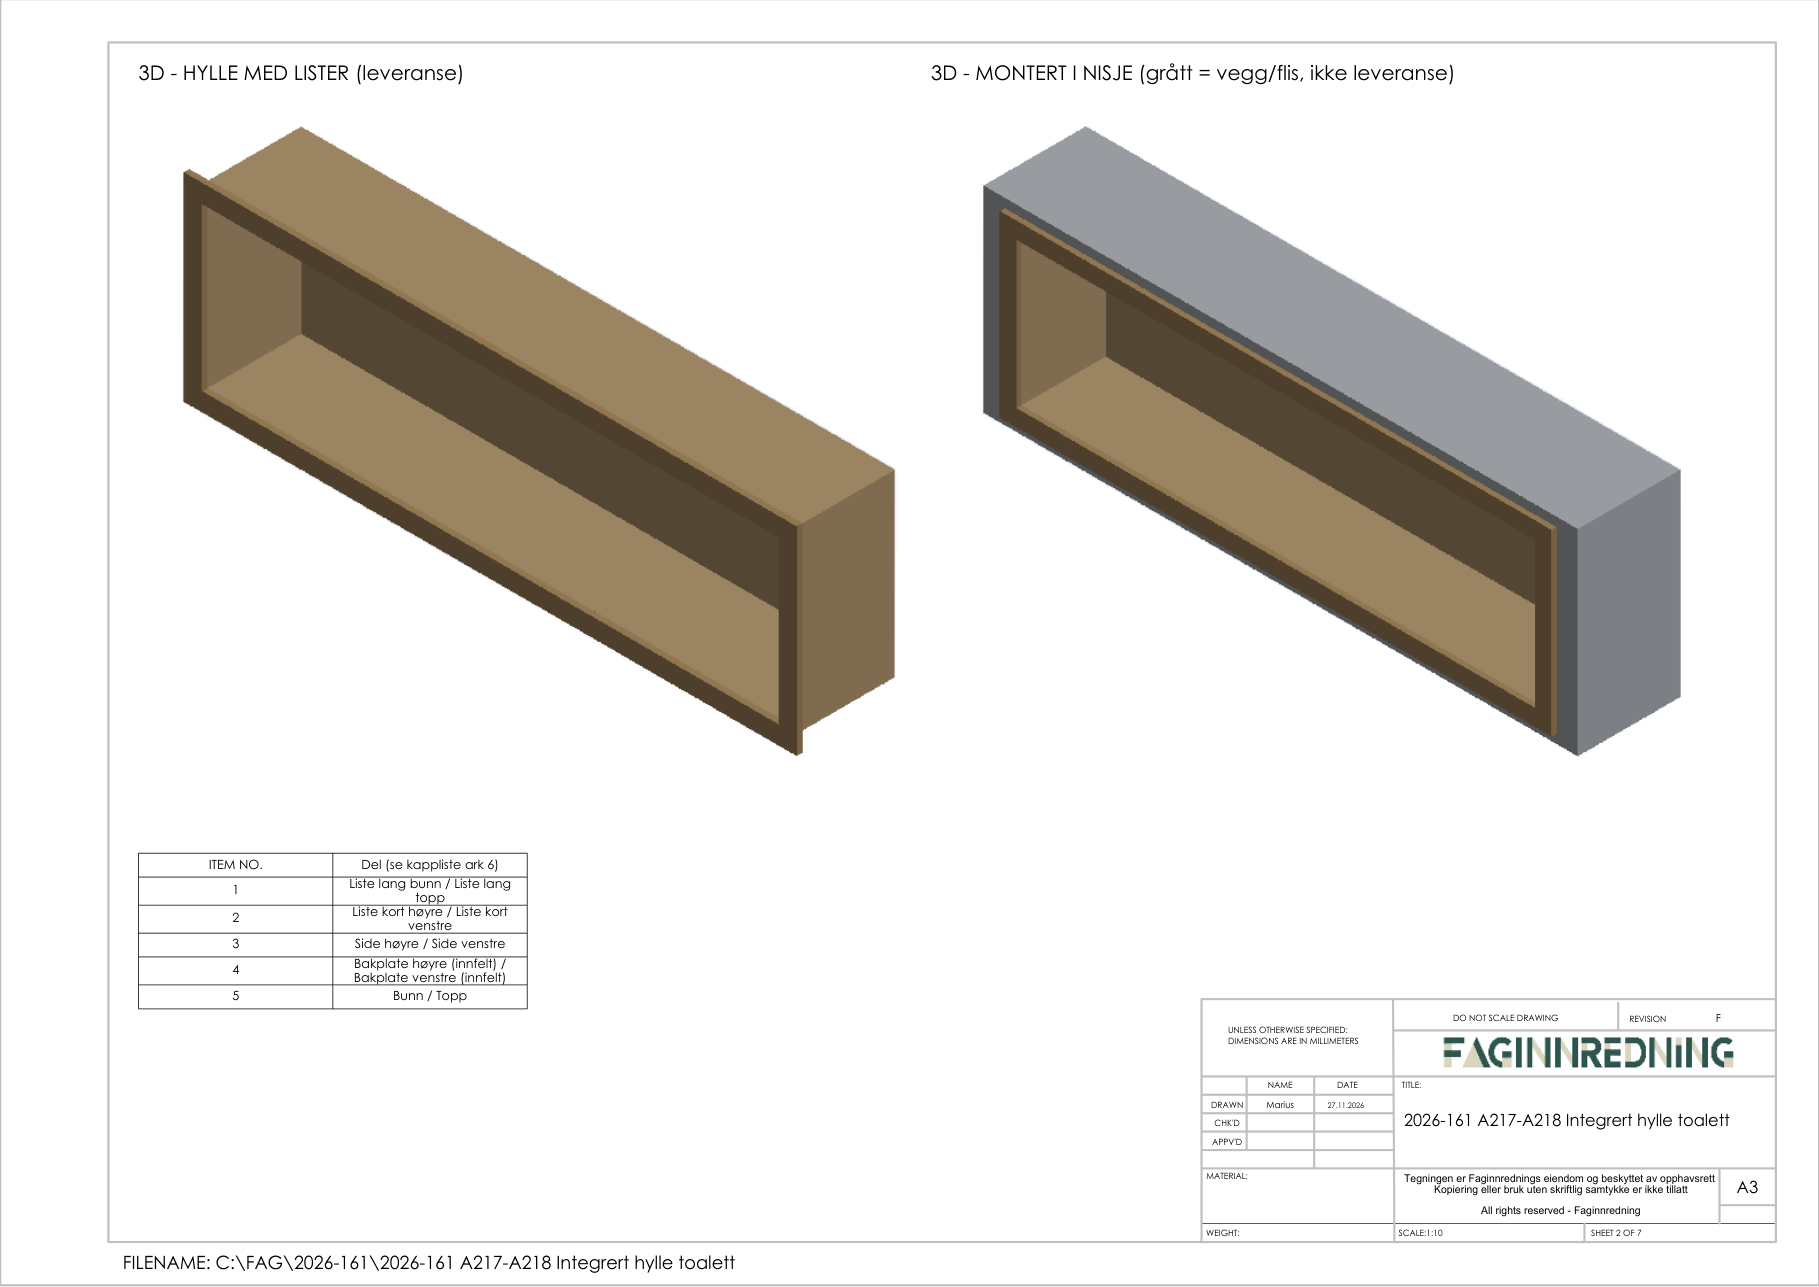 3D - HYLLE MED LISTER (leveranse)
3D - MONTERT I NISJE (grått = vegg/flis, ikke leveranse)
ITEM NO.
Del (se kappliste ark 6)
1
Liste lang bunn / Liste lang
topp
2
Liste kort høyre / Liste kort
venstre
3
Side høyre / Side venstre
4
Bakplate høyre (innfelt) /
Bakplate venstre (innfelt)
5
Bunn / Topp
UNLESS OTHERWISE SPECIFIED:
DIMENSIONS ARE IN MILLIMETERS
DO NOT SCALE DRAWING
REVISION
F
FAGINNREDNING
NAME
DATE
DRAWN
Marius
27.11.2026
CHK'D
APPV'D
TITLE:
2026-161 A217-A218 Integrert hylle toalett
MATERIAL:
Tegningen er Faginnrednings eiendom og beskyttet av opphavsrett
Kopiering eller bruk uten skriftlig samtykke er ikke tillatt
All rights reserved - Faginnredning
A3
WEIGHT:
SCALE:1:10
SHEET 2 OF 7
FILENAME: C:\FAG\2026-161\2026-161 A217-A218 Integrert hylle toalett